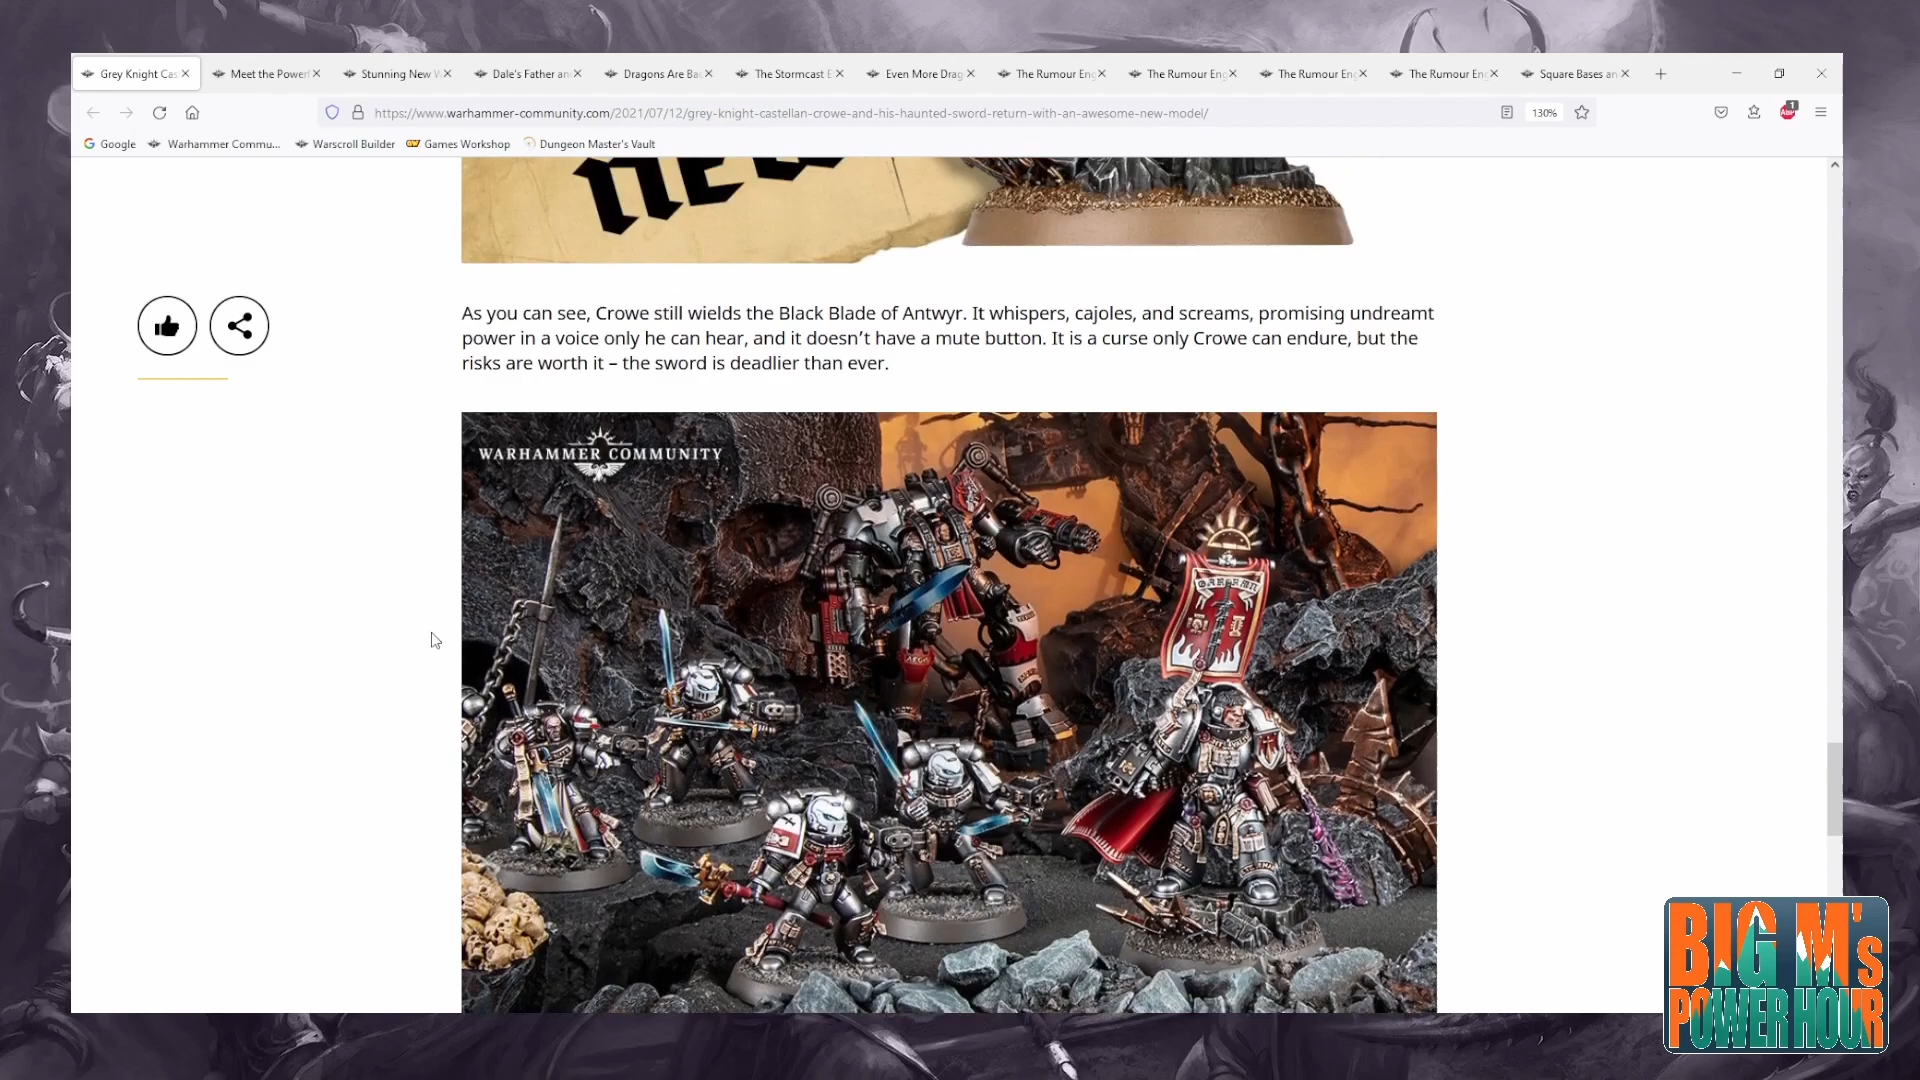 Grey Knight Cas
Meet the Power
Stunning New W
Dale's Father an
Dragons Are Ba
The Stormcast E
Even More Drag
The Rumour Eng
The Rumour Eng
The Rumour Eng
The Rumour Eng
Square Bases an
https://www.warhammer-community.com/2021/07/12/grey-knight-castellan-crowe-and-his-haunted-sword-return-with-an-awesome-new-model/
130%
1
ABP
Google
Warhammer Commu...
Warscroll Builder
Games Workshop
Dungeon Master's Vault
As you can see, Crowe still wields the Black Blade of Antwyr. It whispers, cajoles, and screams, promising undreamt
power in a voice only he can hear, and it doesn’t have a mute button. It is a curse only Crowe can endure, but the
risks are worth it – the sword is deadlier than ever.
WARHAMMER COMMUNITY
AEGIS
BIG M's
POWER HOUR